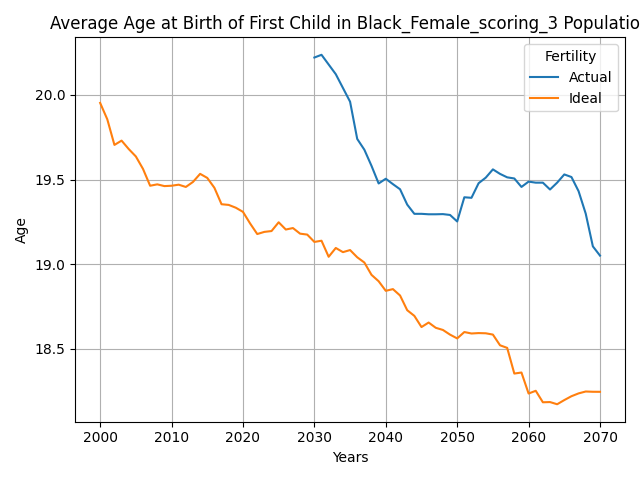 Average Age at Birth of First Child in Black_Female_scoring_3 Populatio
Fertility
Actual
Ideal
20.0
19.5
19.0
18.5
Age
2000 2010 2020 2030 2040 2050 2060 2070
Years